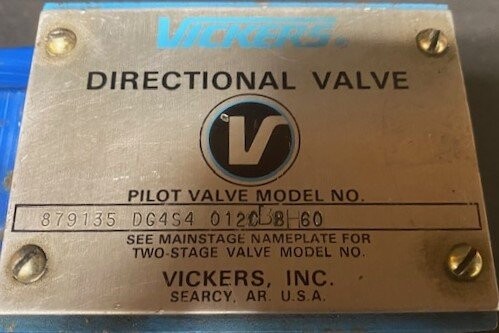 VICKERS®
DIRECTIONAL VALVE
V
PILOT VALVE MODEL NO.
879135 DG4S4 60
SEE MAINSTAGE NAMEPLATE FOR
TWO-STAGE VALVE MODEL NO.
VICKERS, INC.
SEARCY, AR. U.S.A.